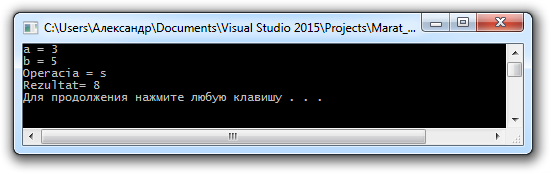 C:\Users\Александр\Documents\Visual Studio 2015\Projects\Marat_...
a = 3
b = 5
Operacia = s
Rezultat= 8
Для продолжения нажмите любую клавишу . . .